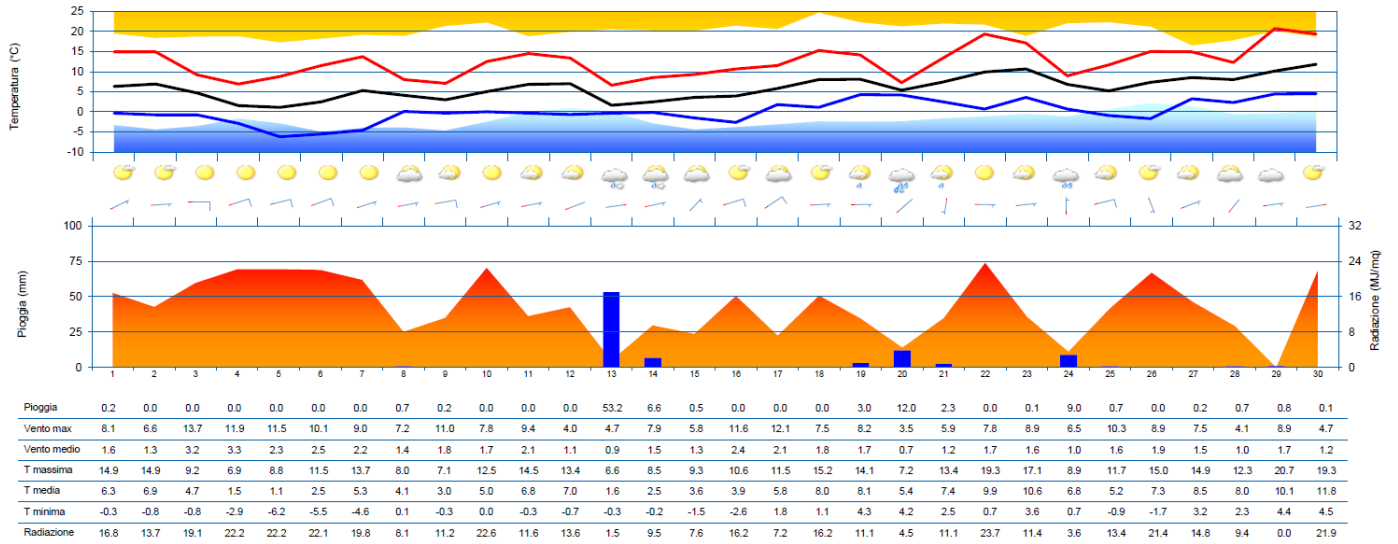 Temperatura (°C)
25
20
15
10
5
0
-5
-10
Pioggia (mm)
100
75
50
25
0
32
24
16
8
0
Radiazione (MJ/mq)
1 2 3 4 5 6 7 8 9 10 11 12 13 14 15 16 17 18 19 20 21 22 23 24 25 26 27 28 29 30
Pioggia 0.2 0.0 0.0 0.0 0.0 0.0 0.0 0.7 0.2 0.0 0.0 0.0 53.2 6.6 0.5 0.0 0.0 0.0 3.0 12.0 2.3 0.0 0.1 9.0 0.7 0.0 0.2 0.7 0.8 0.1
Vento max 8.1 6.6 13.7 11.9 11.5 10.1 9.0 7.2 11.0 7.8 9.4 4.0 4.7 7.9 5.8 11.6 12.1 7.5 8.2 3.5 5.9 7.8 8.9 6.5 10.3 8.9 7.5 4.1 8.9 4.7
Vento medio 1.6 1.3 3.2 3.3 2.3 2.5 2.2 1.4 1.8 1.7 2.1 1.1 0.9 1.5 1.3 2.4 2.1 1.8 1.7 0.7 1.2 1.7 1.6 1.0 1.6 1.9 1.5 1.0 1.7 1.2
T massima 14.9 14.9 9.2 6.9 8.8 11.5 13.7 8.0 7.1 12.5 14.5 13.4 6.6 8.5 9.3 10.6 11.5 15.2 14.1 7.2 13.4 19.3 17.1 8.9 11.7 15.0 14.9 12.3 20.7 19.3
T media 6.3 6.9 4.7 1.5 1.1 2.5 5.3 4.1 3.0 5.0 6.8 7.0 1.6 2.5 3.6 3.9 5.8 8.0 8.1 5.4 7.4 9.9 10.6 6.8 5.2 7.3 8.5 8.0 10.1 11.8
T minima -0.3 -0.8 -0.8 -2.9 -6.2 -5.5 -4.6 0.1 -0.3 0.0 -0.3 -0.7 -0.3 -0.2 -1.5 -2.6 1.8 1.1 4.3 4.2 2.5 0.7 3.6 0.7 -0.9 -1.7 3.2 2.3 4.4 4.5
Radiazione 16.8 13.7 19.1 22.2 22.2 22.1 19.8 8.1 11.2 22.6 11.6 13.6 1.5 9.5 7.6 16.2 7.2 16.2 11.1 4.5 11.1 23.7 11.4 3.6 13.4 21.4 14.8 9.4 0.0 21.9